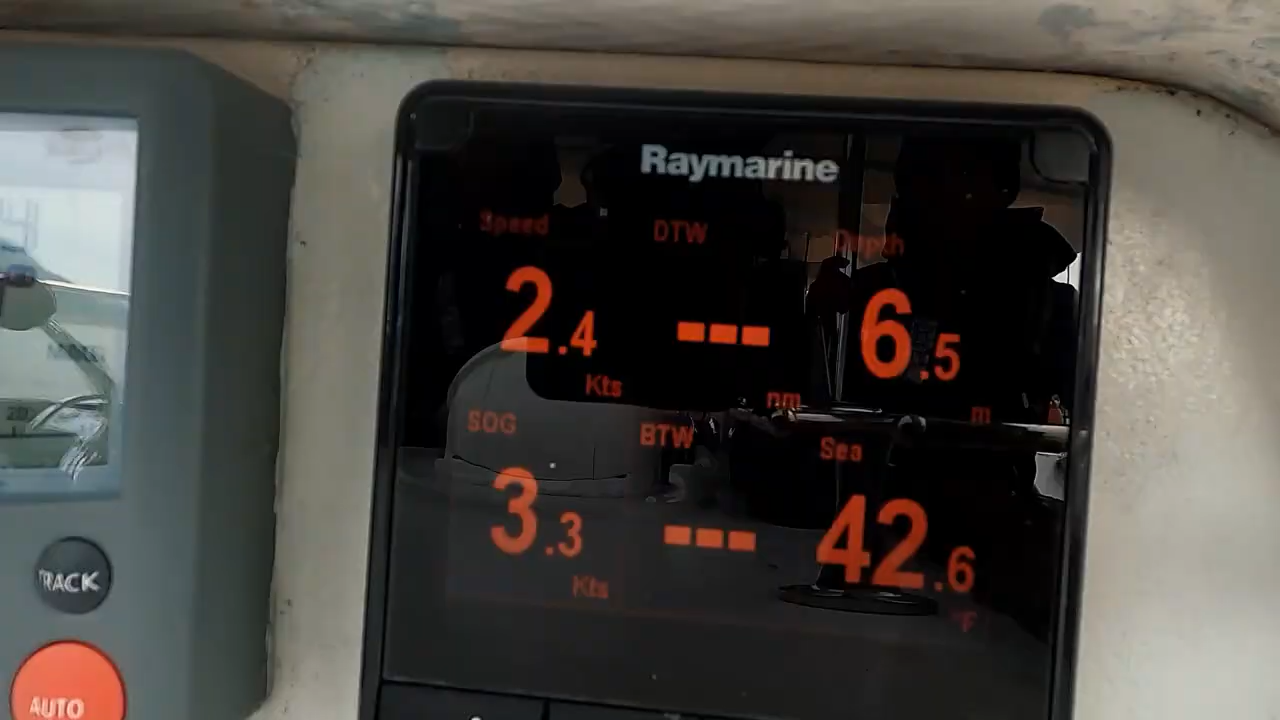 Raymarine
Speed DTW Depth
2.4 --- 6.5
Kts nm m
SOG BTW Sea
3.3 --- 42.6
Kts °F
TRACK
AUTO